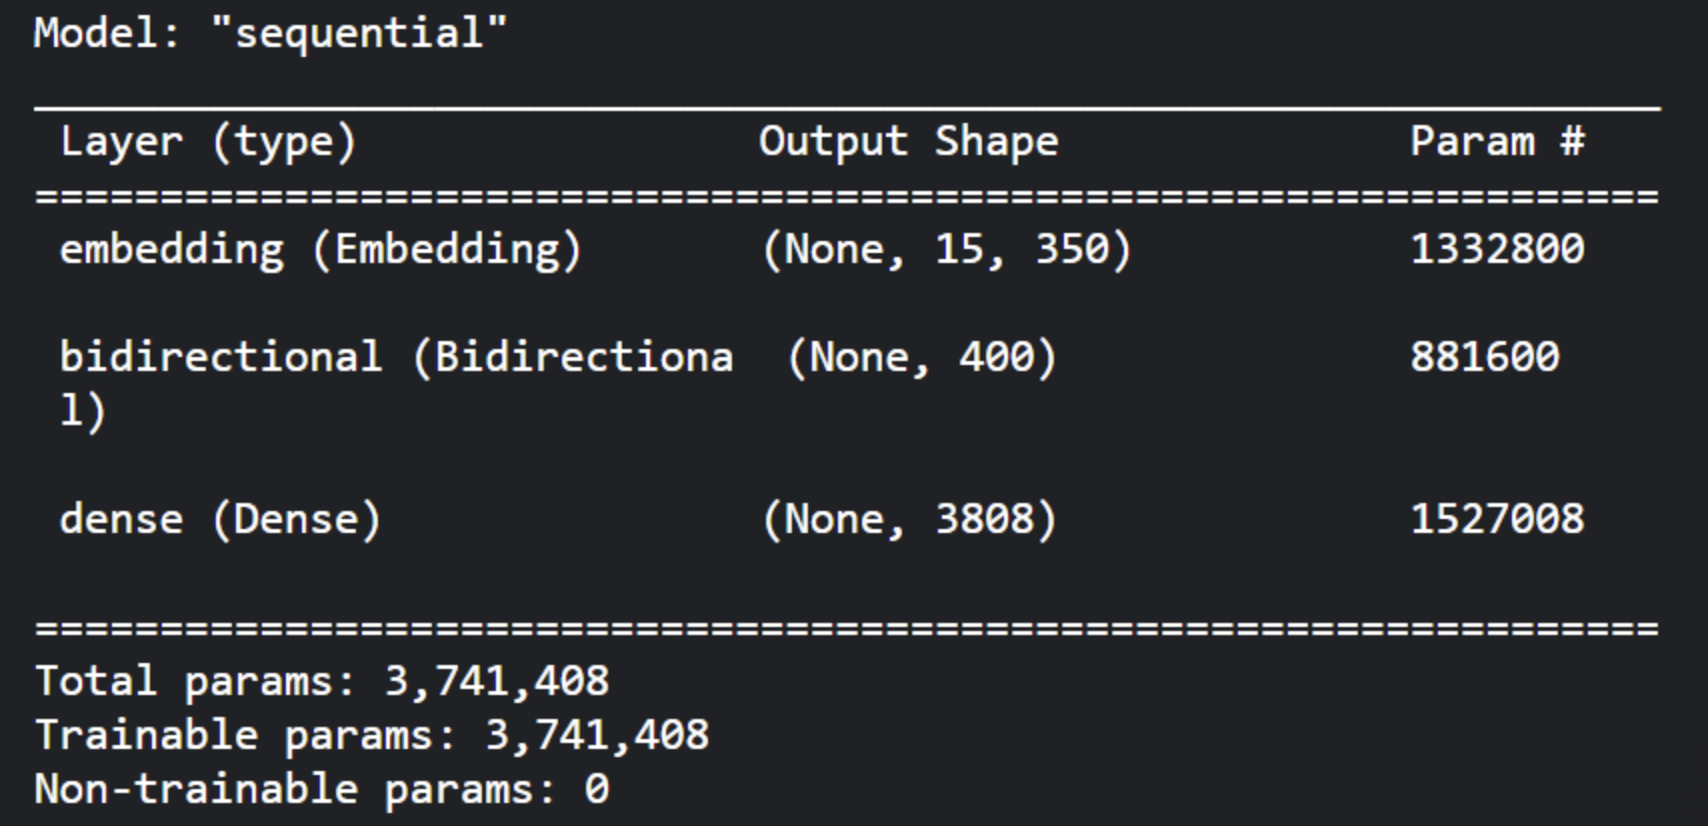 Model: "sequential"
_________________________________________________________________
Layer (type) Output Shape Param #
=================================================================
embedding (Embedding) (None, 15, 350) 1332800
bidirectional (Bidirectiona (None, 400) 881600
l)
dense (Dense) (None, 3808) 1527008
=================================================================
Total params: 3,741,408
Trainable params: 3,741,408
Non-trainable params: 0